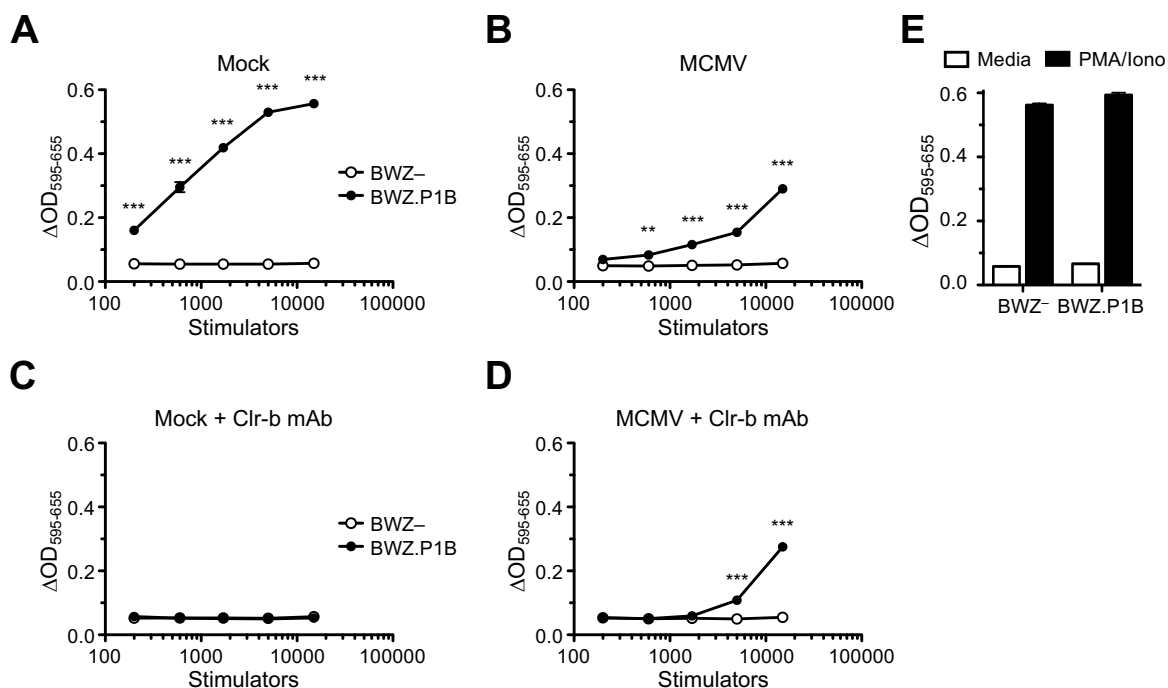 A
Mock
ΔOD595-655
0.6
0.4
0.2
0.0
***
***
***
***
***
100
1000
10000
100000
Stimulators
BWZ–
BWZ.P1B
B
MCMV
ΔOD595-655
0.6
0.4
0.2
0.0
**
***
***
***
100
1000
10000
100000
Stimulators
E
Media
PMA/Iono
ΔOD595-655
0.6
0.4
0.2
0.0
BWZ–
BWZ.P1B
C
Mock + Clr-b mAb
ΔOD595-655
0.6
0.4
0.2
0.0
100
1000
10000
100000
Stimulators
BWZ–
BWZ.P1B
D
MCMV + Clr-b mAb
ΔOD595-655
0.6
0.4
0.2
0.0
***
***
100
1000
10000
100000
Stimulators